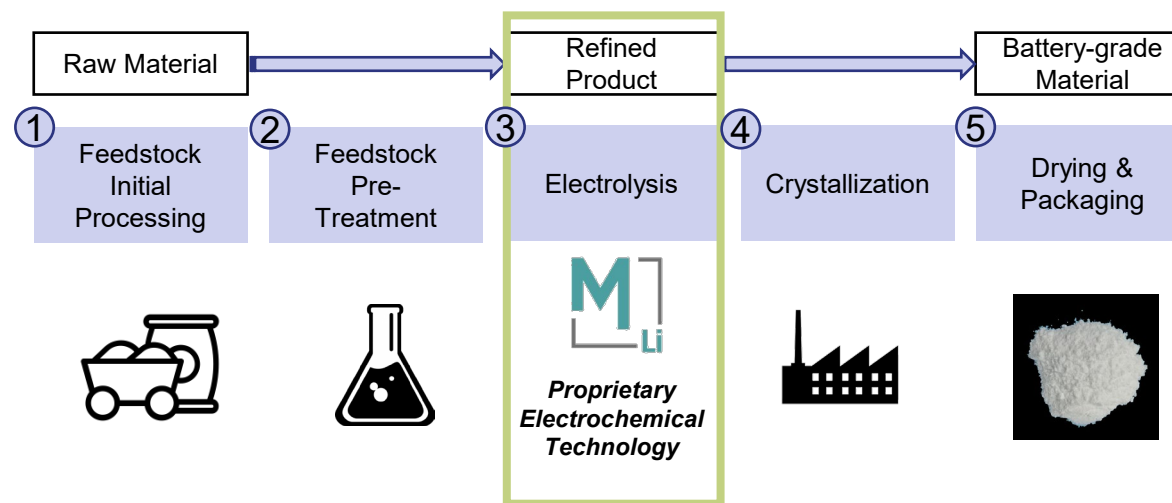 Raw Material
Refined
Product
Battery-grade
Material
1
Feedstock
Initial
Processing
2
Feedstock
Pre-
Treatment
3
Electrolysis
4
Crystallization
5
Drying &
Packaging
M
Li
Proprietary
Electrochemical
Technology